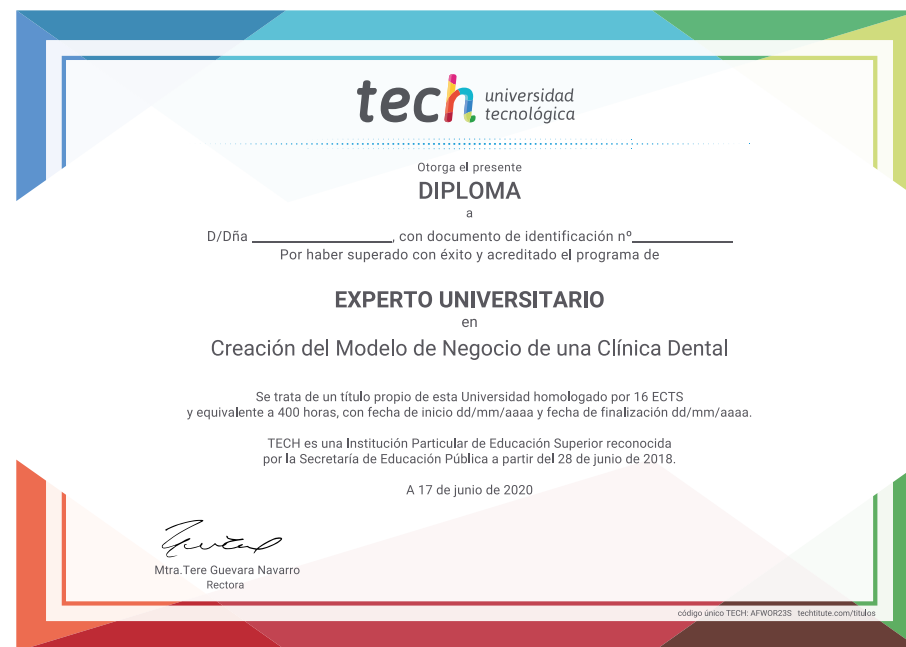 tech universidad
tecnológica
Otorga el presente
DIPLOMA
a
D/Dña ____________________, con documento de identificación nº______________
Por haber superado con éxito y acreditado el programa de
EXPERTO UNIVERSITARIO
en
Creación del Modelo de Negocio de una Clínica Dental
Se trata de un título propio de esta Universidad homologado por 16 ECTS
y equivalente a 400 horas, con fecha de inicio dd/mm/aaaa y fecha de finalización dd/mm/aaaa.
TECH es una Institución Particular de Educación Superior reconocida
por la Secretaría de Educación Pública a partir del 28 de junio de 2018.
A 17 de junio de 2020
Mtra.Tere Guevara Navarro
Rectora
código único TECH: AFWOR23S techtitute.com/titulos